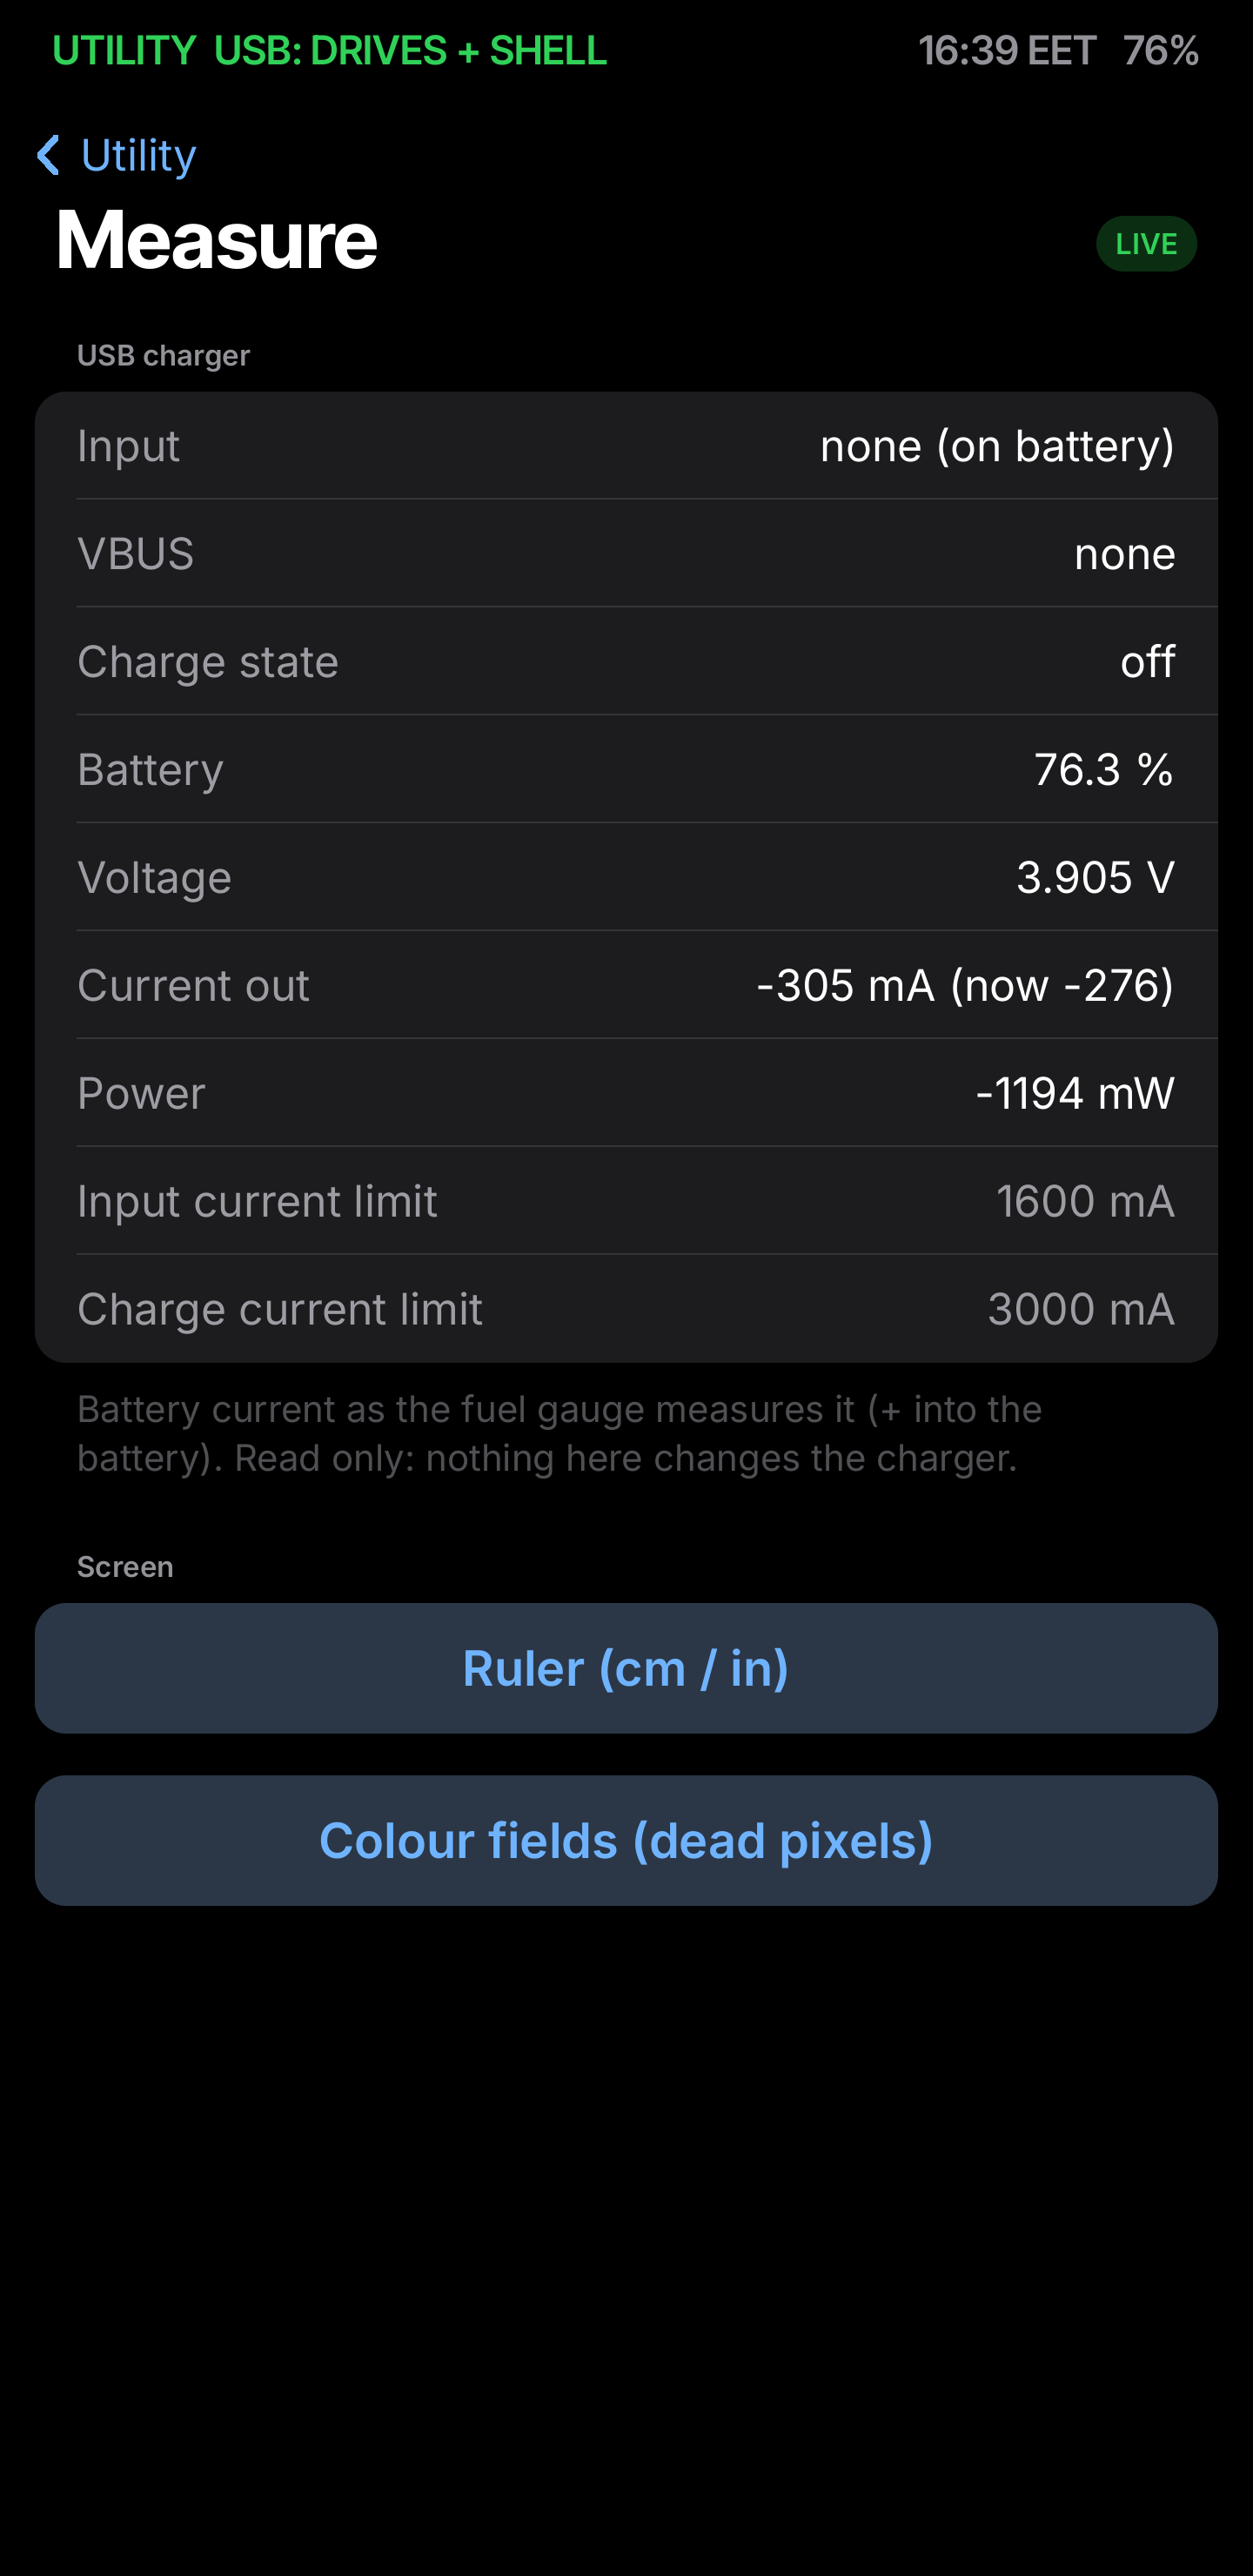 UTILITY USB: DRIVES + SHELL 16:39 EET 76%
Utility
Measure LIVE
USB charger
Input none (on battery)
VBUS none
Charge state off
Battery 76.3 %
Voltage 3.905 V
Current out -305 mA (now -276)
Power -1194 mW
Input current limit 1600 mA
Charge current limit 3000 mA
Battery current as the fuel gauge measures it (+ into the
battery). Read only: nothing here changes the charger.
Screen
Ruler (cm / in)
Colour fields (dead pixels)